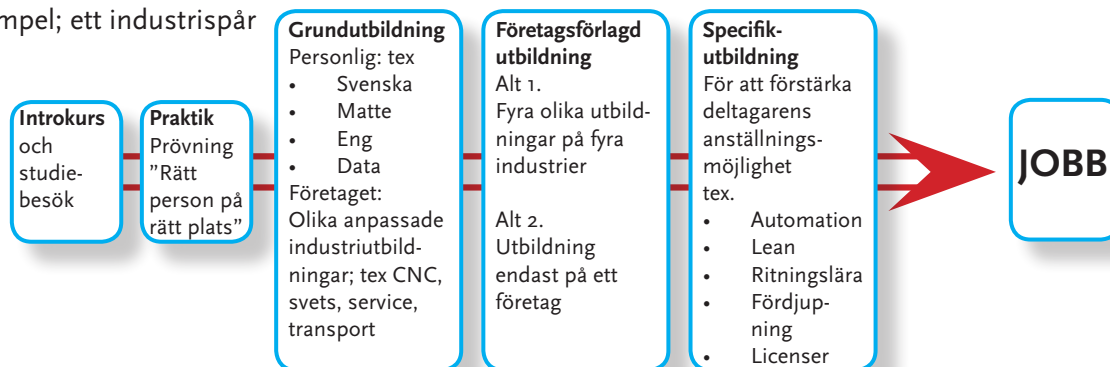 mpel; ett industrispår
Introkurs
och
studie-
besök
Praktik
Prövning
”Rätt
person på
rätt plats”
Grundutbildning
Personlig: tex
• Svenska
• Matte
• Eng
• Data
Företaget:
Olika anpassade
industriutbild-
ningar; tex CNC,
svets, service,
transport
Företagsförlagd
utbildning
Alt 1.
Fyra olika utbild-
ningar på fyra
industrier
Alt 2.
Utbildning
endast på ett
företag
Specifik-
utbildning
För att förstärka
deltagarens
anställnings-
möjlighet
tex.
• Automation
• Lean
• Ritningslära
• Fördjup-
ning
• Licenser
JOBB